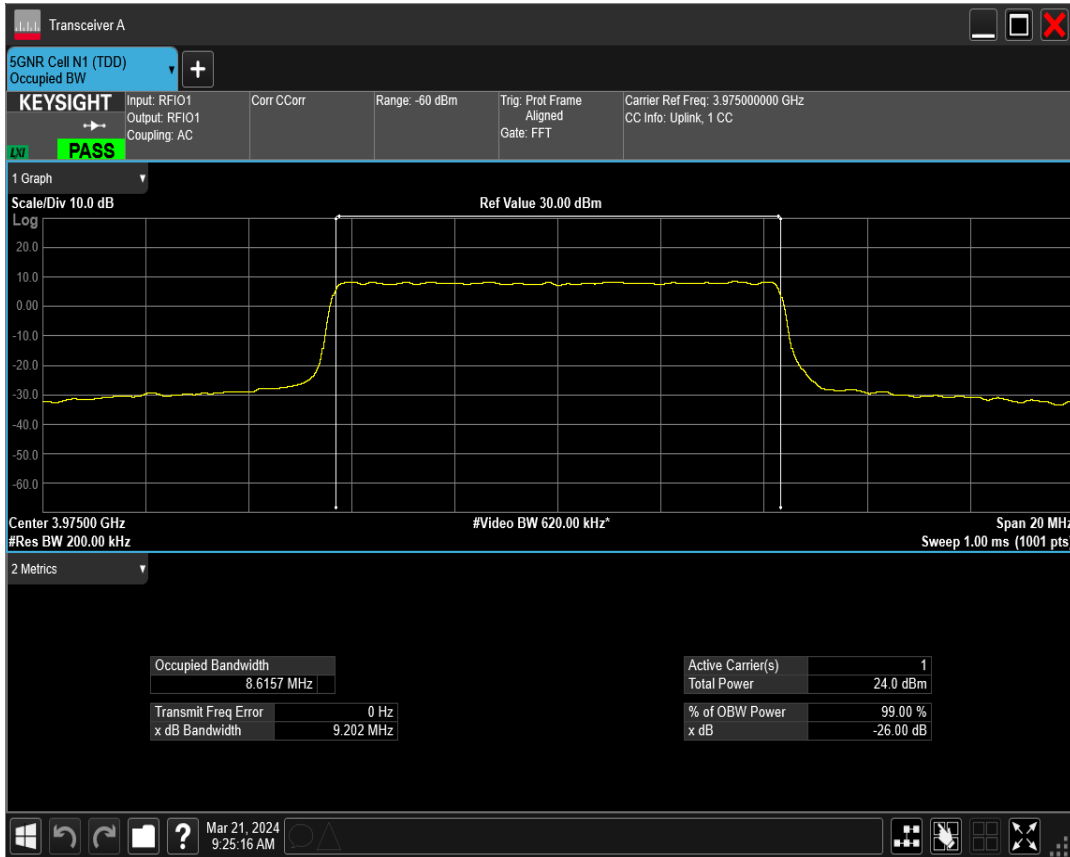 Transceiver A
5GNR Cell N1 (TDD)
Occupied BW
+
KEYSIGHT
LXI
PASS
Input: RFIO1
Output: RFIO1
Coupling: AC
Corr CCorr
Range: -60 dBm
Trig: Prot Frame
Aligned
Gate: FFT
Carrier Ref Freq: 3.975000000 GHz
CC Info: Uplink, 1 CC
1 Graph
Scale/Div 10.0 dB
Ref Value 30.00 dBm
Log
20.0
10.0
0.00
-10.0
-20.0
-30.0
-40.0
-50.0
-60.0
Center 3.97500 GHz
#Video BW 620.00 kHz*
Span 20 MHz
#Res BW 200.00 kHz
Sweep 1.00 ms (1001 pts)
2 Metrics
Occupied Bandwidth
8.6157 MHz
Transmit Freq Error 0 Hz
x dB Bandwidth 9.202 MHz
Active Carrier(s) 1
Total Power 24.0 dBm
% of OBW Power 99.00 %
x dB -26.00 dB
?
Mar 21, 2024
9:25:16 AM